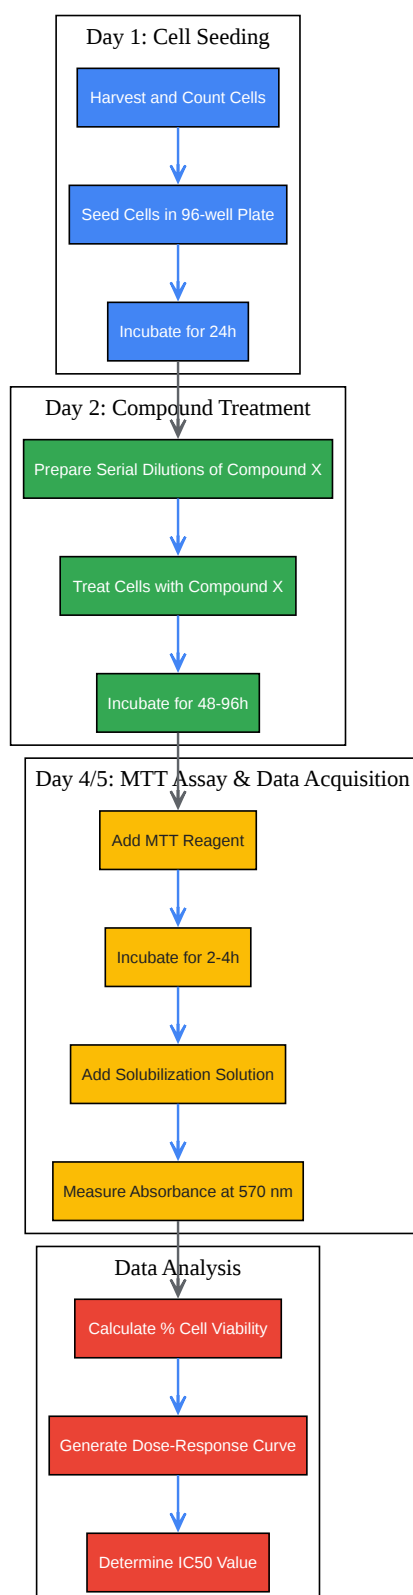 Day 1: Cell Seeding
Harvest and Count Cells
Seed Cells in 96-well Plate
Incubate for 24h
Day 2: Compound Treatment
Prepare Serial Dilutions of Compound X
Treat Cells with Compound X
Incubate for 48-96h
Day 4/5: MTT Assay & Data Acquisition
Add MTT Reagent
Incubate for 2-4h
Add Solubilization Solution
Measure Absorbance at 570 nm
Data Analysis
Calculate % Cell Viability
Generate Dose-Response Curve
Determine IC50 Value